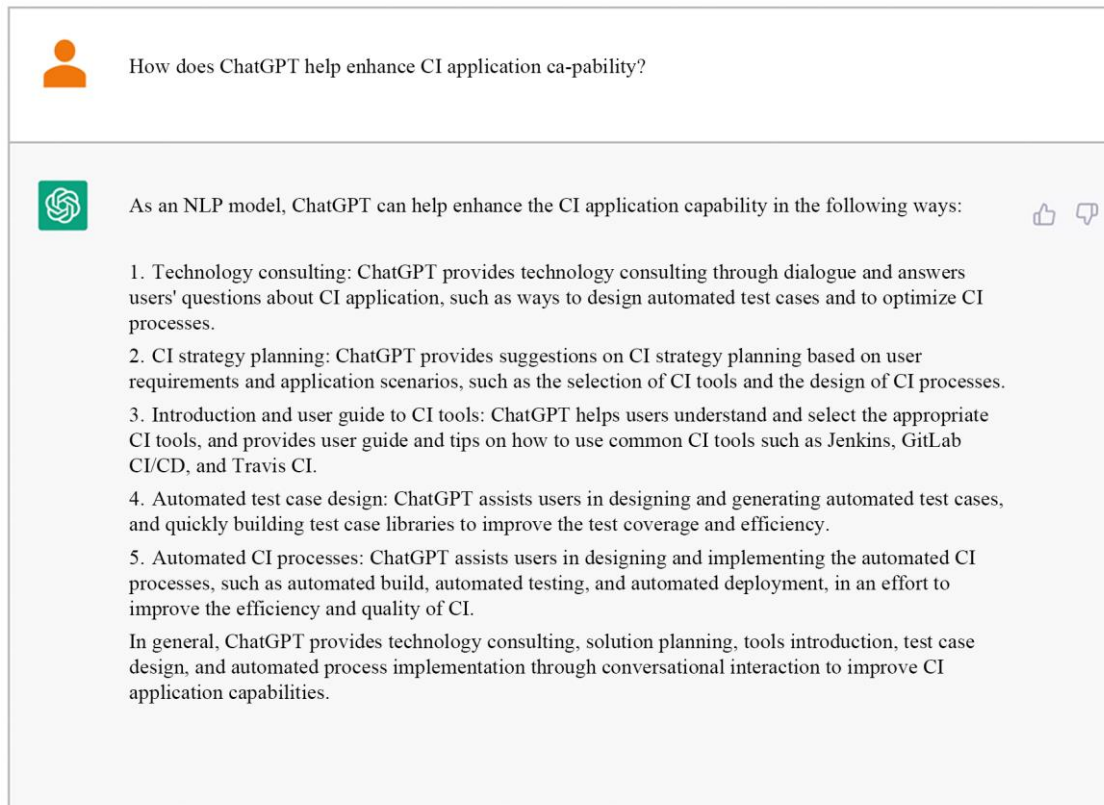 How does ChatGPT help enhance CI application ca-pability?
As an NLP model, ChatGPT can help enhance the CI application capability in the following ways:
1. Technology consulting: ChatGPT provides technology consulting through dialogue and answers
users' questions about CI application, such as ways to design automated test cases and to optimize CI
processes.
2. CI strategy planning: ChatGPT provides suggestions on CI strategy planning based on user
requirements and application scenarios, such as the selection of CI tools and the design of CI processes.
3. Introduction and user guide to CI tools: ChatGPT helps users understand and select the appropriate
CI tools, and provides user guide and tips on how to use common CI tools such as Jenkins, GitLab
CI/CD, and Travis CI.
4. Automated test case design: ChatGPT assists users in designing and generating automated test cases,
and quickly building test case libraries to improve the test coverage and efficiency.
5. Automated CI processes: ChatGPT assists users in designing and implementing the automated CI
processes, such as automated build, automated testing, and automated deployment, in an effort to
improve the efficiency and quality of CI.
In general, ChatGPT provides technology consulting, solution planning, tools introduction, test case
design, and automated process implementation through conversational interaction to improve CI
application capabilities.